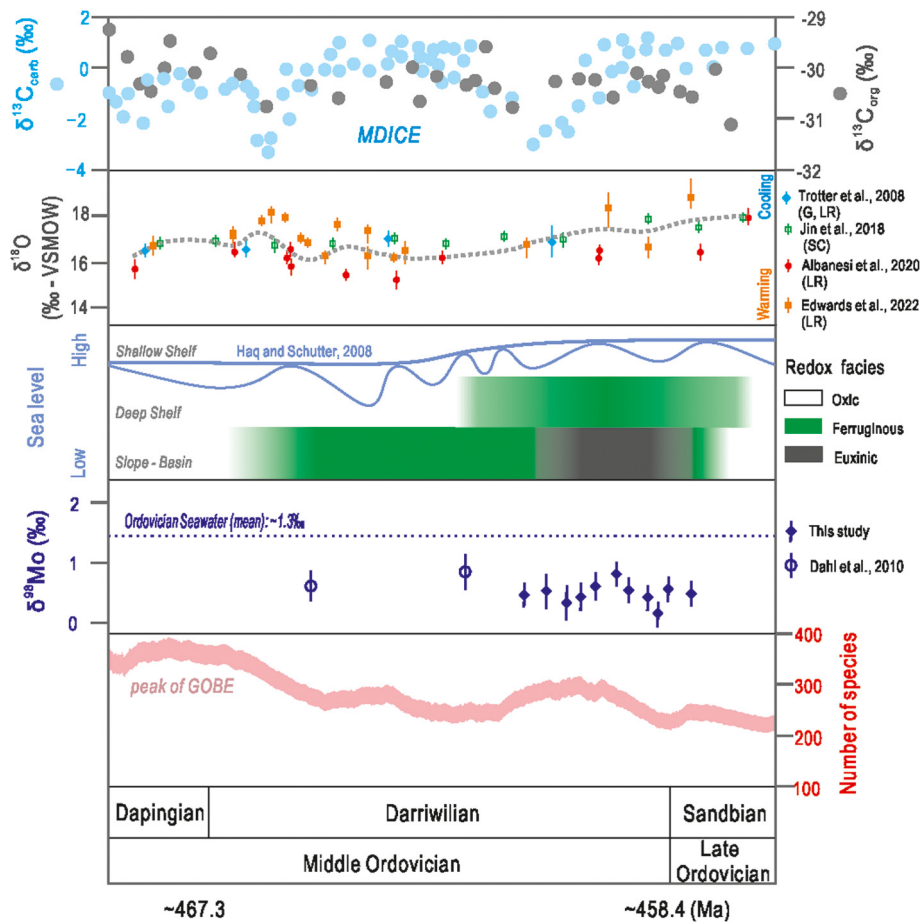 δ¹³C carb (‰)
2
0
-2
-4
MDICE
-29
-30
-31
-32
δ¹³C org (‰)
δ¹⁸O
(‰ - VSMOW)
18
16
14
Cooling
Warming
Trotter et al., 2008
(G, LR)
Jin et al., 2018
(SC)
Albanesi et al., 2020
(LR)
Edwards et al., 2022
(LR)
Sea level
High
Low
Shallow Shelf
Haq and Schutter, 2008
Deep Shelf
Slope - Basin
Redox facies
Oxic
Ferruginous
Euxinic
δ⁹⁸Mo (‰)
2
1
0
Ordovician Seawater (mean): ~1.3‰
This study
Dahl et al., 2010
peak of GOBE
400
300
200
100
Number of species
Dapingian
Darriwilian
Sandbian
Middle Ordovician
Late
Ordovician
~467.3
~458.4 (Ma)